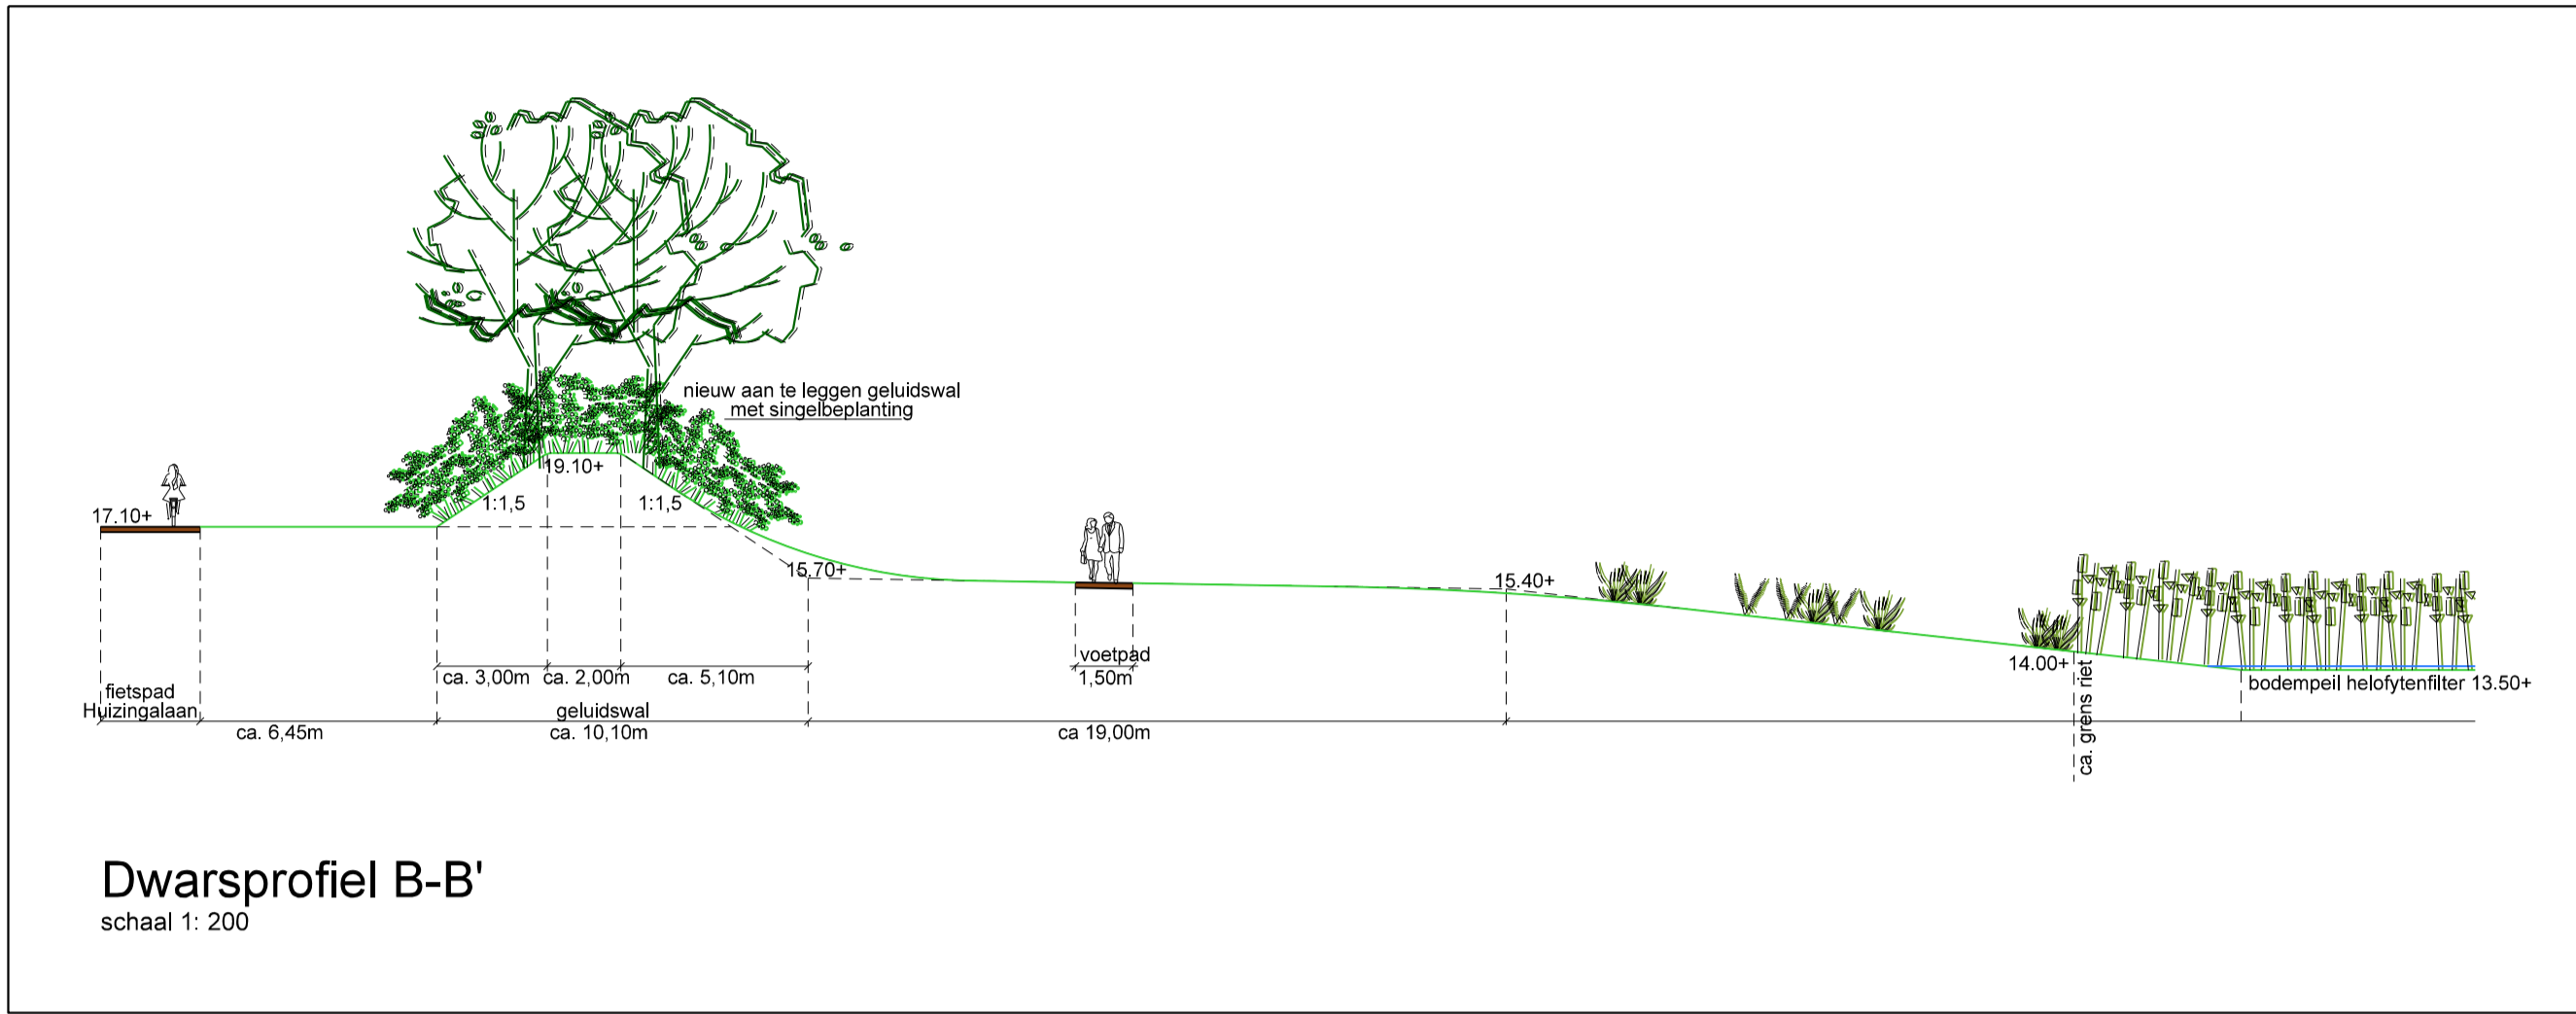 nieuw aan te leggen geluidswal
met singelbeplanting
19.10+
17.10+
1:1,5
1:1,5
15.70+
15.40+
voetpad
1,50m
14.00+
ca. grens riet
bodempeil helofytenfilter 13.50+
ca. 3,00m
ca. 2,00m
ca. 5,10m
fietspad
Huizingalaan
geluidswal
ca. 6,45m
ca. 10,10m
ca 19,00m
Dwarsprofiel B-B'
schaal 1: 200